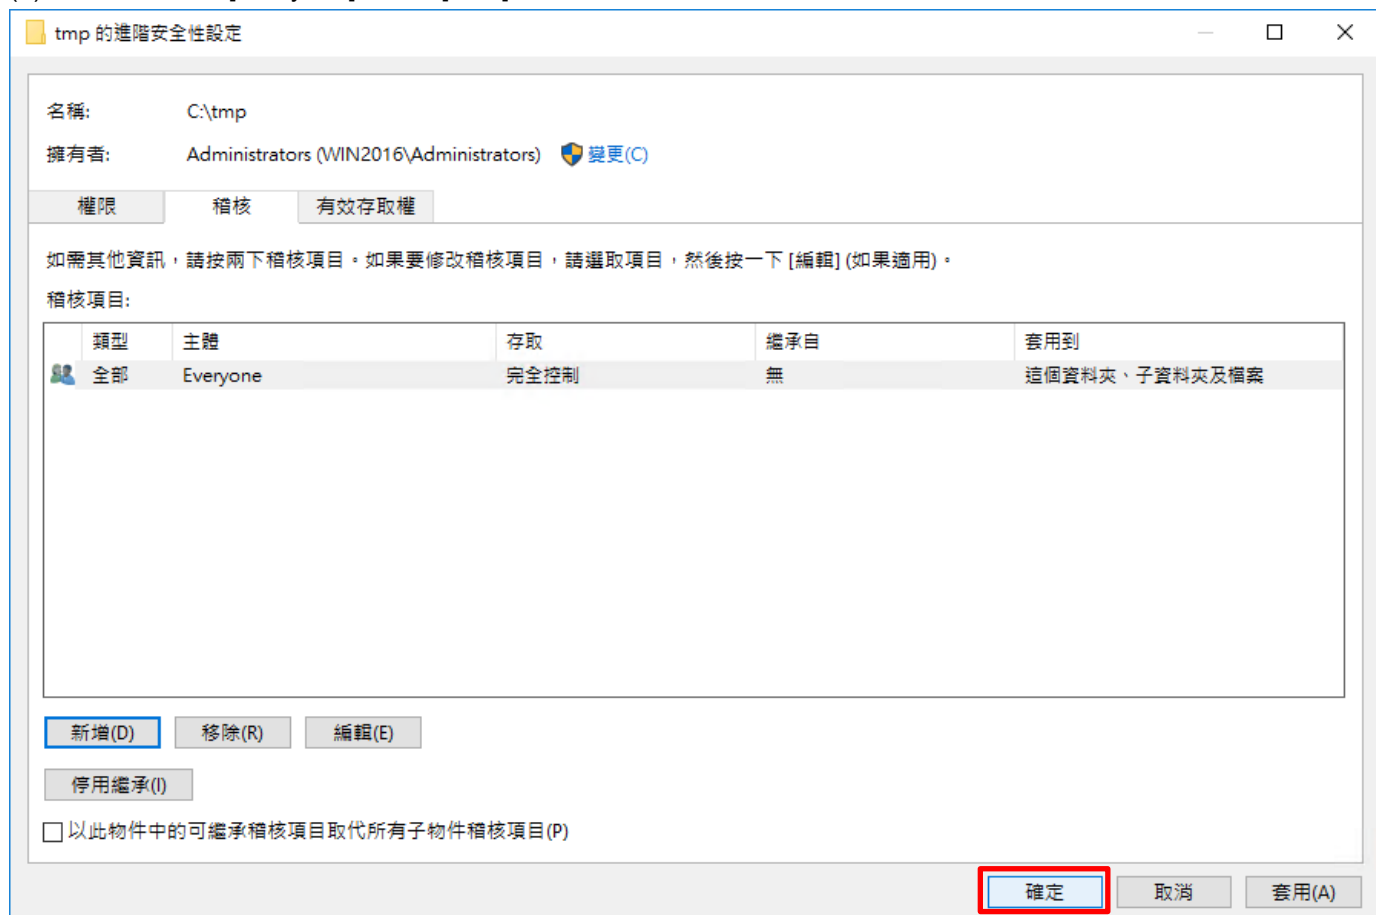 tmp 的進階安全性設定
名稱: C:\tmp
擁有者: Administrators (WIN2016\Administrators) 變更(C)
權限 稽核 有效存取權
如需其他資訊，請按兩下稽核項目。如果要修改稽核項目，請選取項目，然後按一下 [編輯] (如果適用)。
稽核項目:
類型 主體 存取 繼承自 套用到
全部 Everyone 完全控制 無 這個資料夾、子資料夾及檔案
新增(D) 移除(R) 編輯(E)
停用繼承(I)
以此物件中的可繼承稽核項目取代所有子物件稽核項目(P)
確定 取消 套用(A)